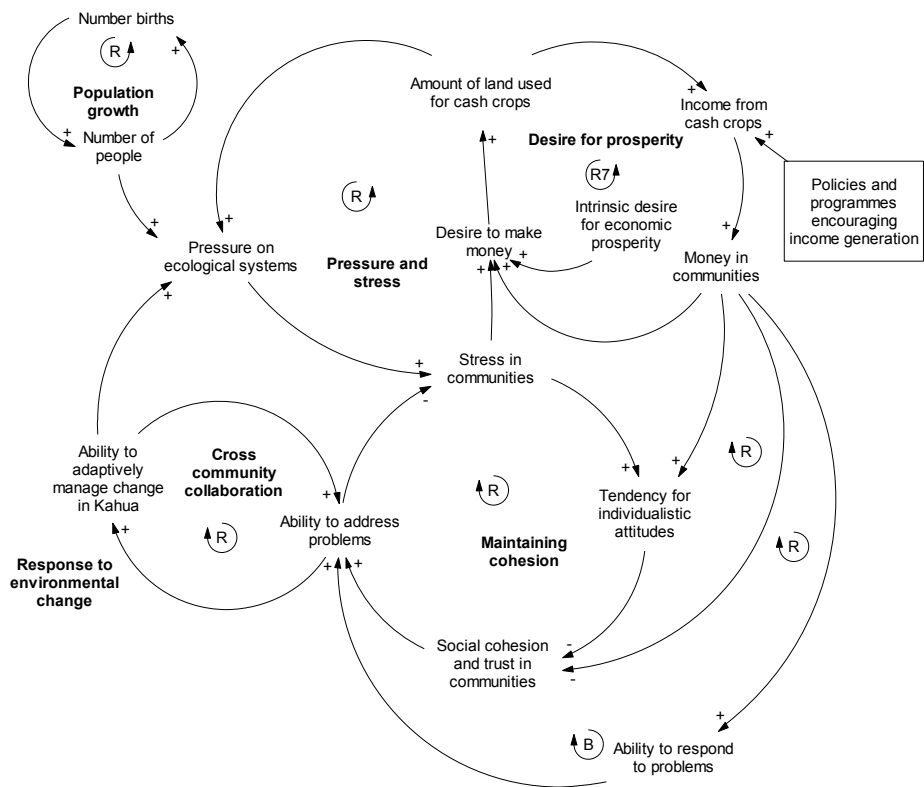 Number births
R
+
Population
growth
+
Number of
people
+
Amount of land used
for cash crops
+
Income from
cash crops
+
+
Desire for prosperity
R7
R
Policies and
programmes
encouraging
income generation
Intrinsic desire
for economic
prosperity
Desire to make
money
+
+
+
+
Pressure on
ecological systems
+
Pressure and
stress
+
Money in
communities
+
Stress in
communities
-
Ability to
adaptively
manage change
in Kahua
+
Cross
community
collaboration
R
R
R
R
+
+
Tendency for
individualistic
attitudes
+
Ability to address
problems
+
+
Maintaining
cohesion
Response to
environmental
change
-
-
Social cohesion
and trust in
communities
+
B
Ability to respond
to problems